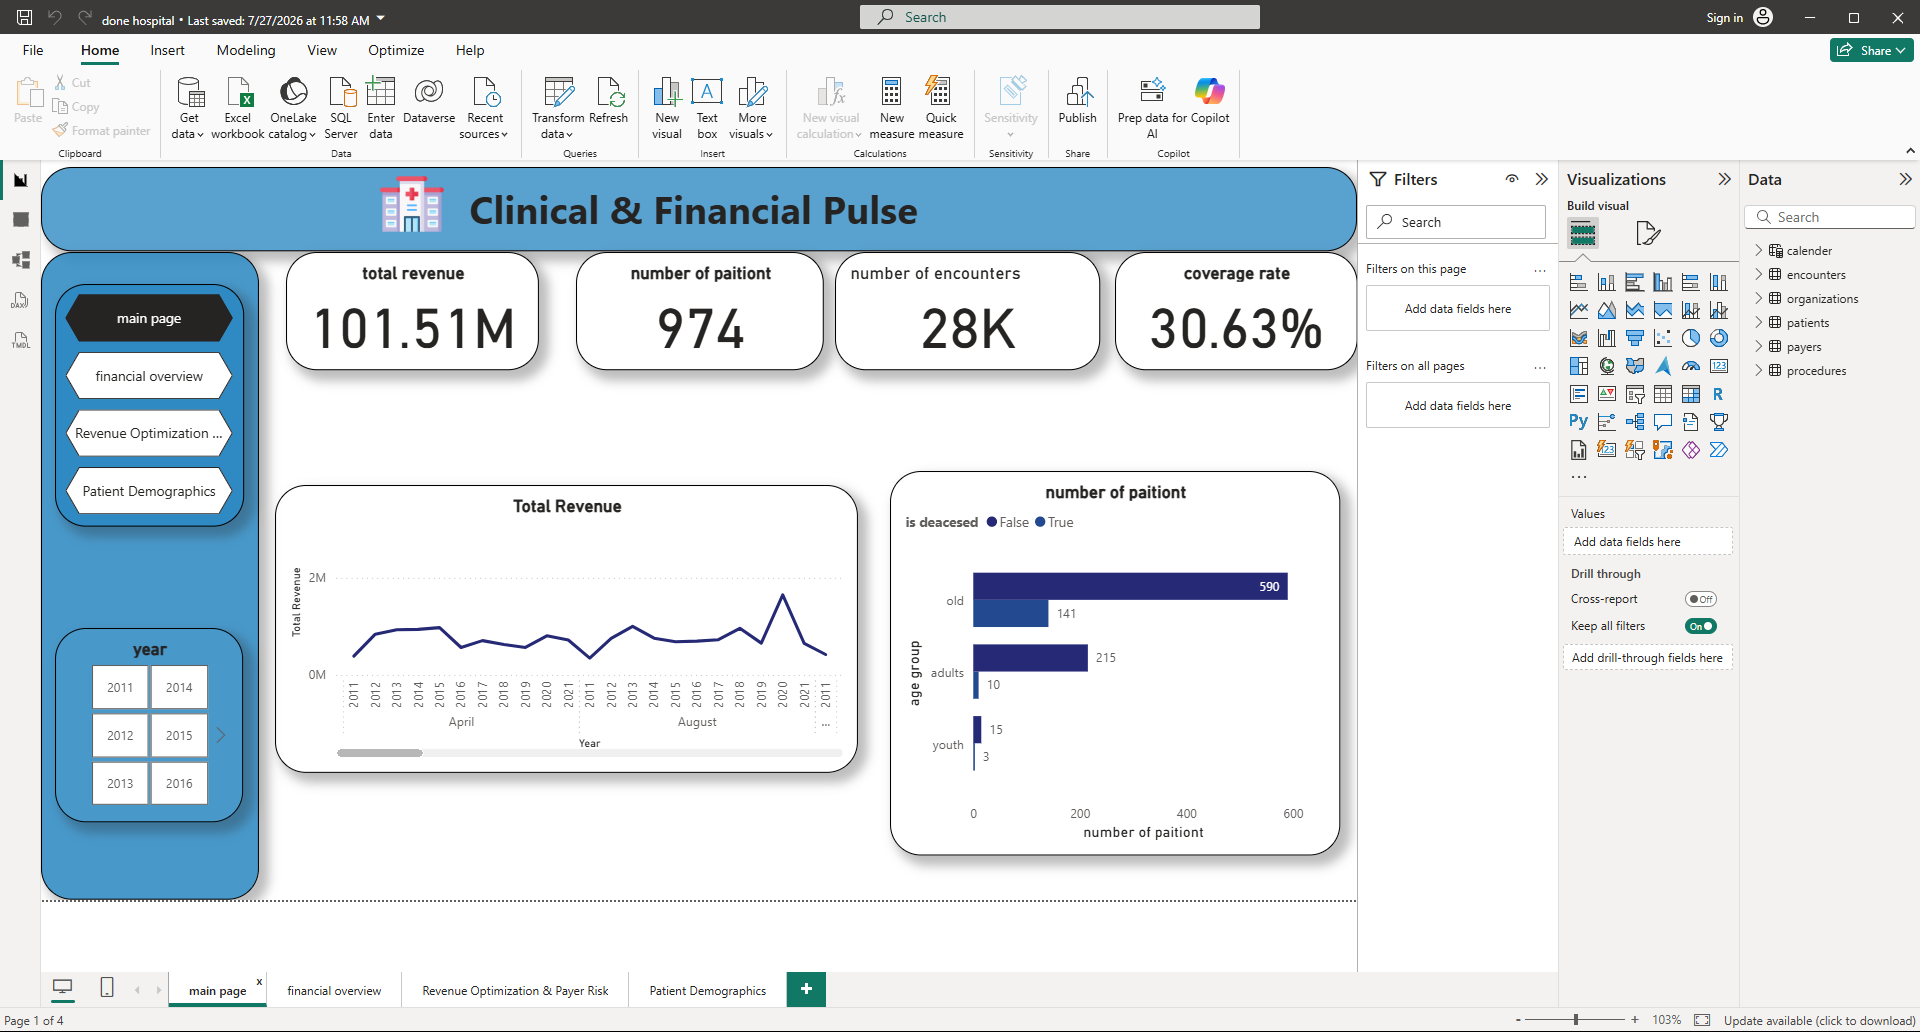 done hospital • Last saved: 7/27/2026 at 11:58 AM
Search
Sign in
File
Home
Insert
Modeling
View
Optimize
Help
Share
Paste
Cut
Copy
Format painter
Clipboard
Get data
Excel workbook
OneLake catalog
SQL Server
Enter data
Dataverse
Recent sources
Data
Transform data
Refresh
Queries
New visual
Text box
More visuals
Insert
New visual calculation
New measure
Quick measure
Calculations
Sensitivity
Sensitivity
Publish
Share
Prep data for AI
Copilot
Copilot
DAX
TMDL
Clinical & Financial Pulse
main page
financial overview
Revenue Optimization ...
Patient Demographics
year
2011
2014
2012
2015
2013
2016
total revenue
101.51M
number of paitiont
974
number of encounters
28K
coverage rate
30.63%
Total Revenue
Total Revenue
2M
0M
2011 2012 2013 2014 2015 2016 2017 2018 2019 2020 2021 2011 2012 2013 2014 2015 2016 2017 2018 2019 2020 2021 2011
April
August
...
Year
number of paitiont
is deacesed
False
True
age group
old
590
141
adults
215
10
youth
15
3
0
200
400
600
number of paitiont
Filters
Search
Filters on this page
...
Add data fields here
Filters on all pages
...
Add data fields here
Visualizations
Build visual
123
R
Py
123
...
Values
Add data fields here
Drill through
Cross-report
Off
Keep all filters
On
Add drill-through fields here
Data
Search
calender
encounters
organizations
patients
payers
procedures
main page
x
financial overview
Revenue Optimization & Payer Risk
Patient Demographics
+
Page 1 of 4
-
+
103%
Update available (click to download)